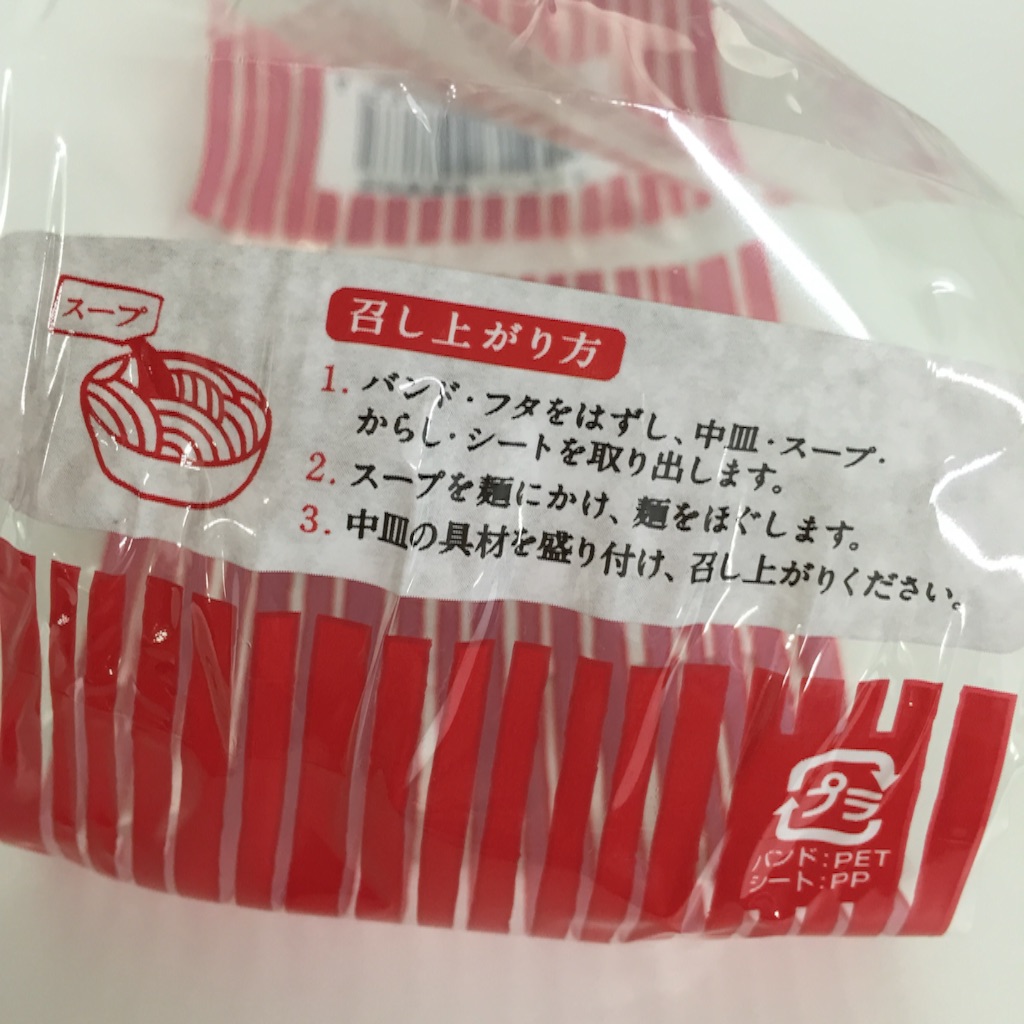 スープ
召し上がり方
1. バンド・フタをはずし、中皿・スープ・
からし・シートを取り出します。
2. スープを麺にかけ、麺をほぐします。
3. 中皿の具材を盛り付け、召し上がりください。
プラ
バンド:PET
シート:PP